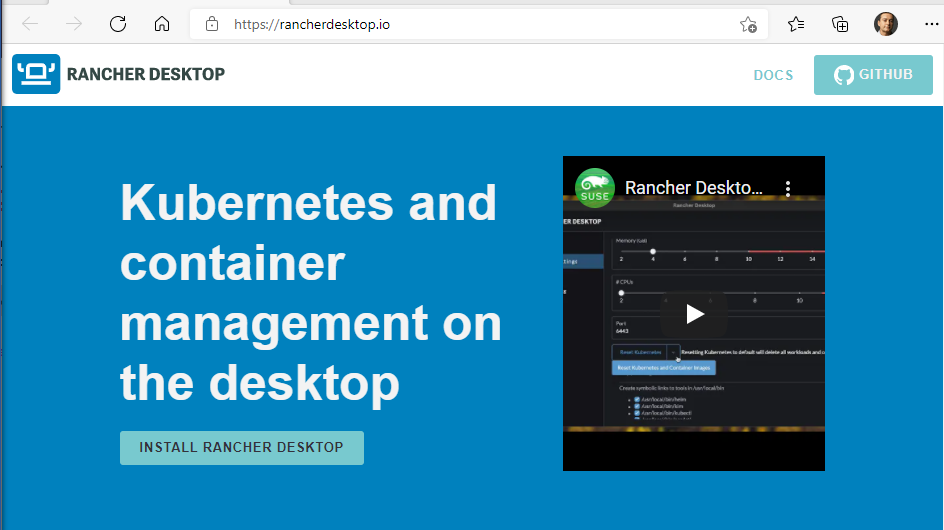 https://rancherdesktop.io
RANCHER DESKTOP
DOCS
GITHUB
Kubernetes and
container
management on
the desktop
INSTALL RANCHER DESKTOP
SUSE
Rancher Deskto...
Rancher Desktop
ER DESKTOP
Memory (GB)
2 4 6 8 10 12 14
ttings
# CPUs
2 4 6 8 10
Port
6443
Reset Kubernetes
Resetting Kubernetes to default will delete all workloads and c
Reset Kubernetes and Container Images
Create symbolic links to tools in /usr/local/bin
/usr/local/bin/helm
/usr/local/bin/kim
/usr/local/bin/kubectl